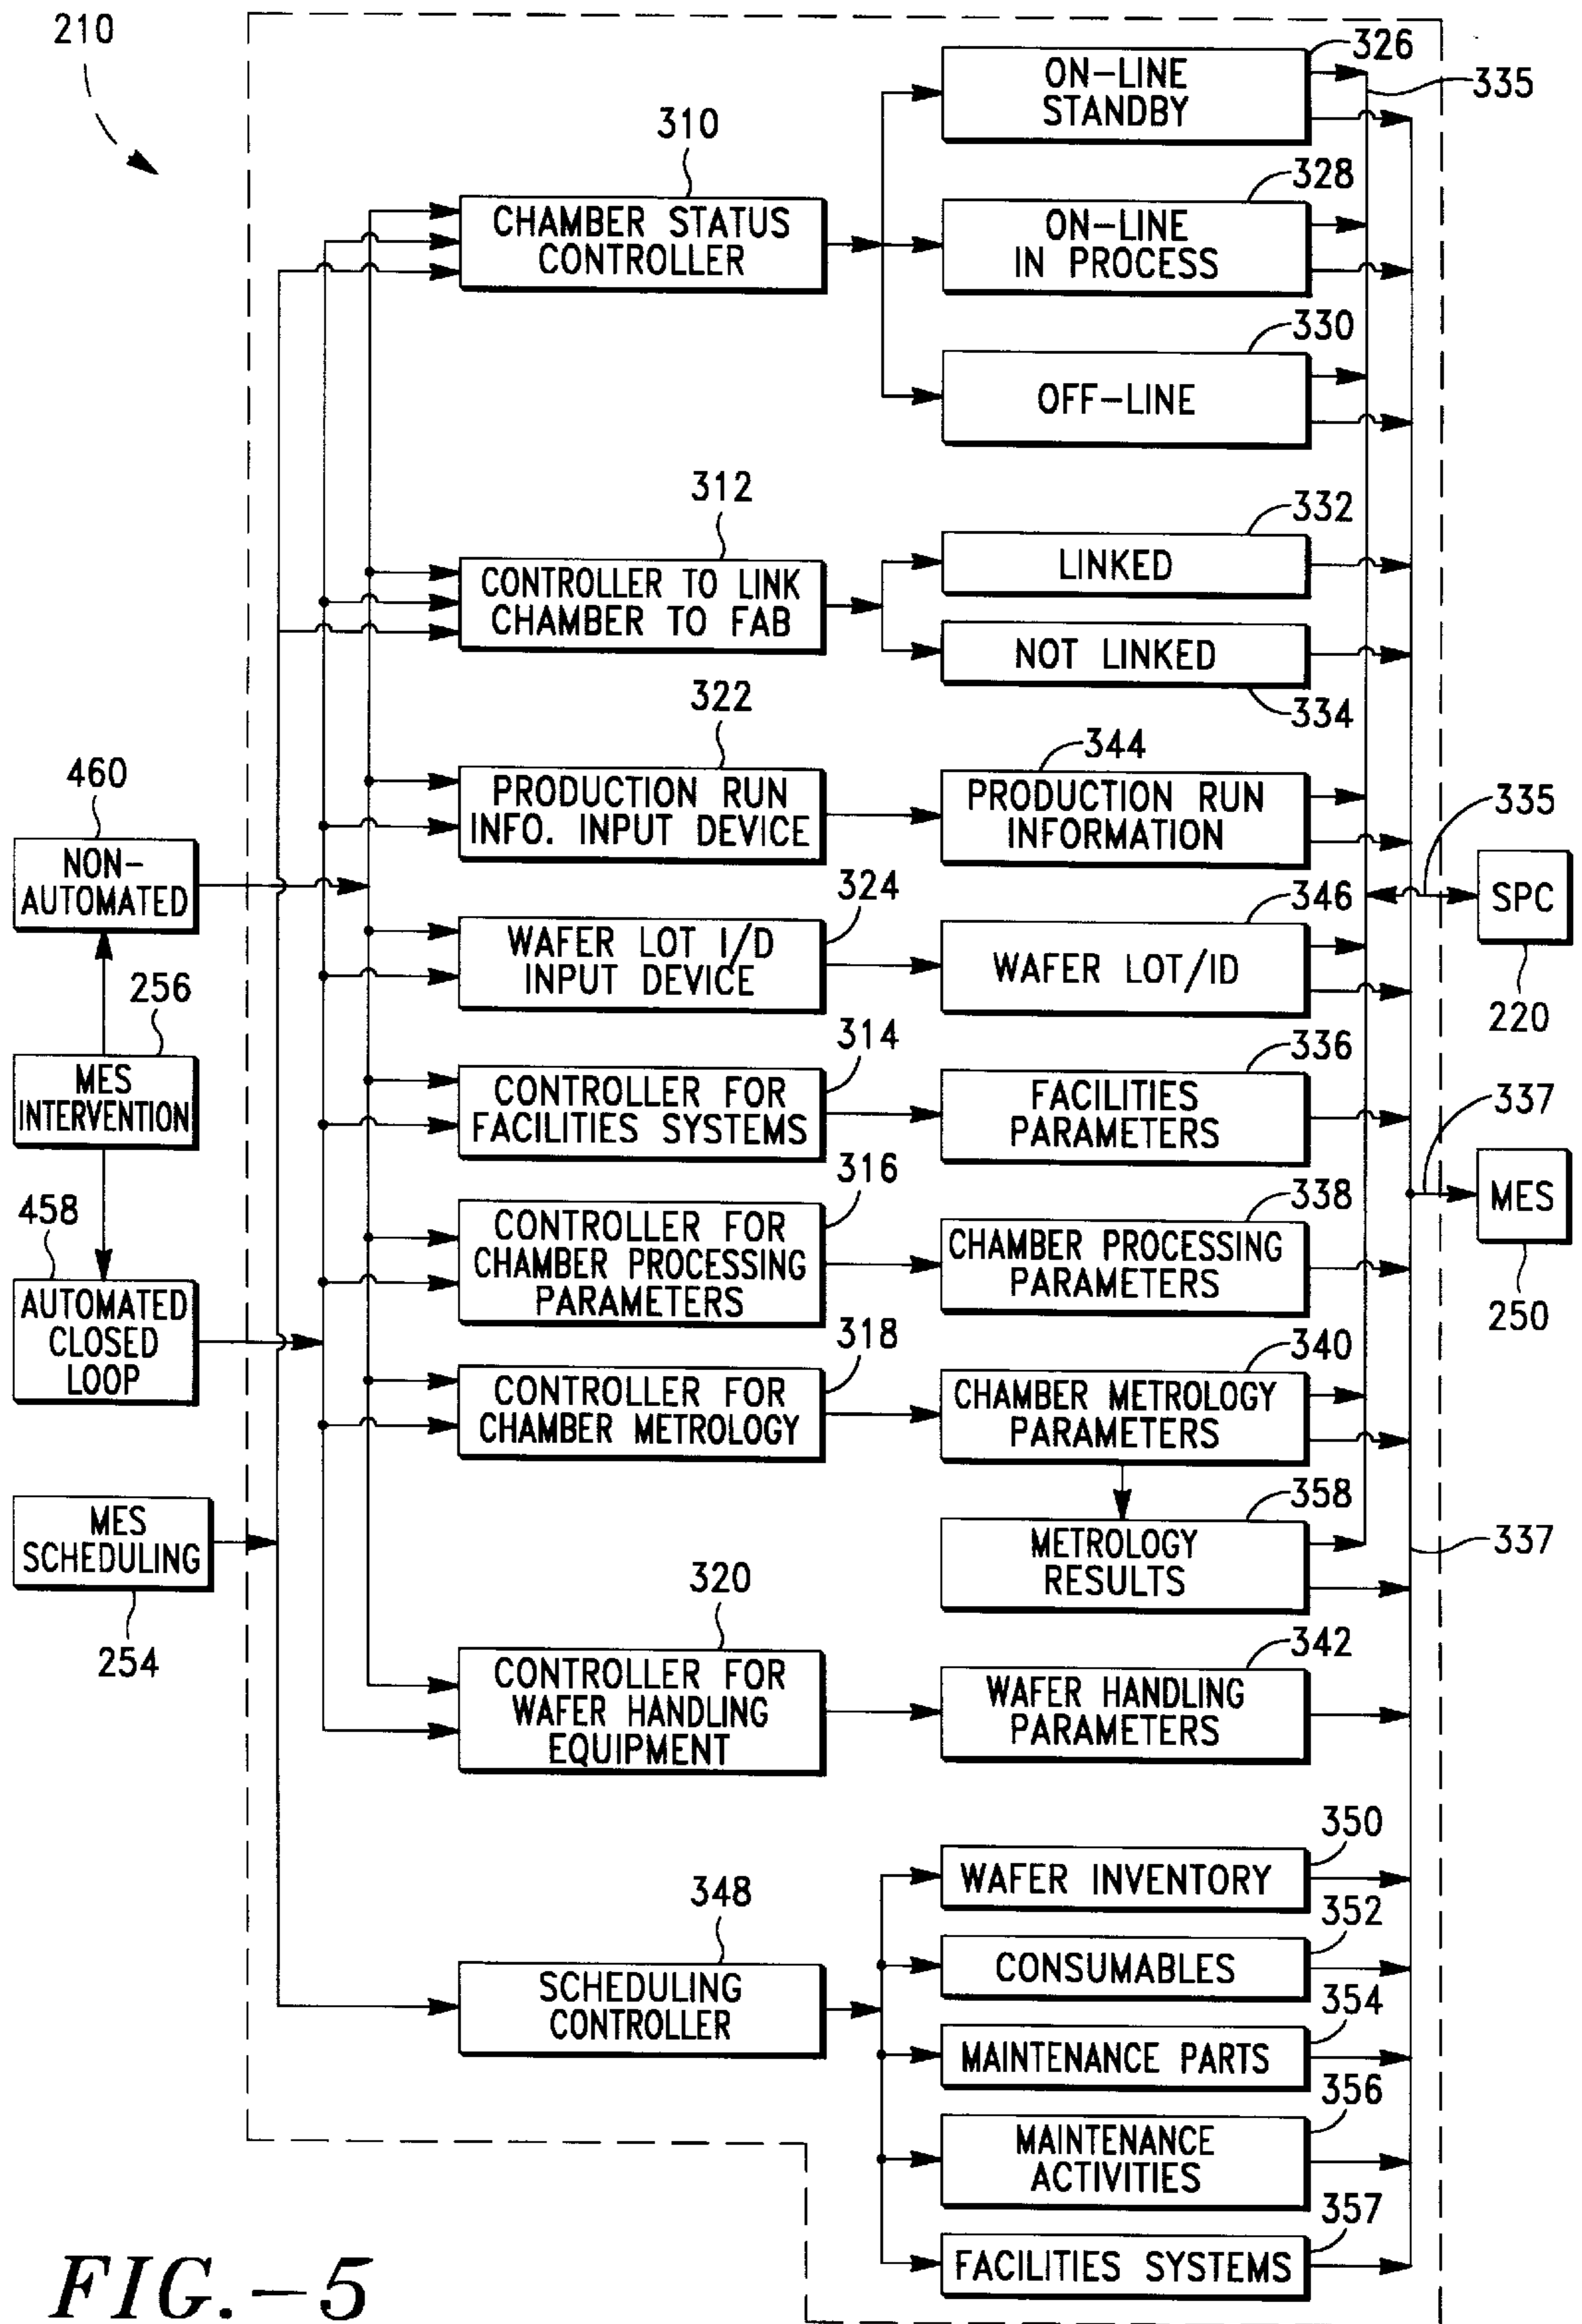 210
326
ON-LINE
STANDBY
335
310
CHAMBER STATUS
CONTROLLER
328
ON-LINE
IN PROCESS
330
OFF-LINE
312
CONTROLLER TO LINK
CHAMBER TO FAB
332
LINKED
NOT LINKED
334
322
PRODUCTION RUN
INFO. INPUT DEVICE
344
PRODUCTION RUN
INFORMATION
460
NON-
AUTOMATED
335
SPC
220
324
WAFER LOT I/D
INPUT DEVICE
346
WAFER LOT/ID
256
MES
INTERVENTION
314
CONTROLLER FOR
FACILITIES SYSTEMS
336
FACILITIES
PARAMETERS
337
MES
250
316
CONTROLLER FOR
CHAMBER PROCESSING
PARAMETERS
338
CHAMBER PROCESSING
PARAMETERS
458
AUTOMATED
CLOSED
LOOP
318
CONTROLLER FOR
CHAMBER METROLOGY
340
CHAMBER METROLOGY
PARAMETERS
358
METROLOGY
RESULTS
337
MES
SCHEDULING
254
320
CONTROLLER FOR
WAFER HANDLING
EQUIPMENT
342
WAFER HANDLING
PARAMETERS
350
WAFER INVENTORY
348
SCHEDULING
CONTROLLER
352
CONSUMABLES
354
MAINTENANCE PARTS
356
MAINTENANCE
ACTIVITIES
357
FACILITIES SYSTEMS
FIG.-5